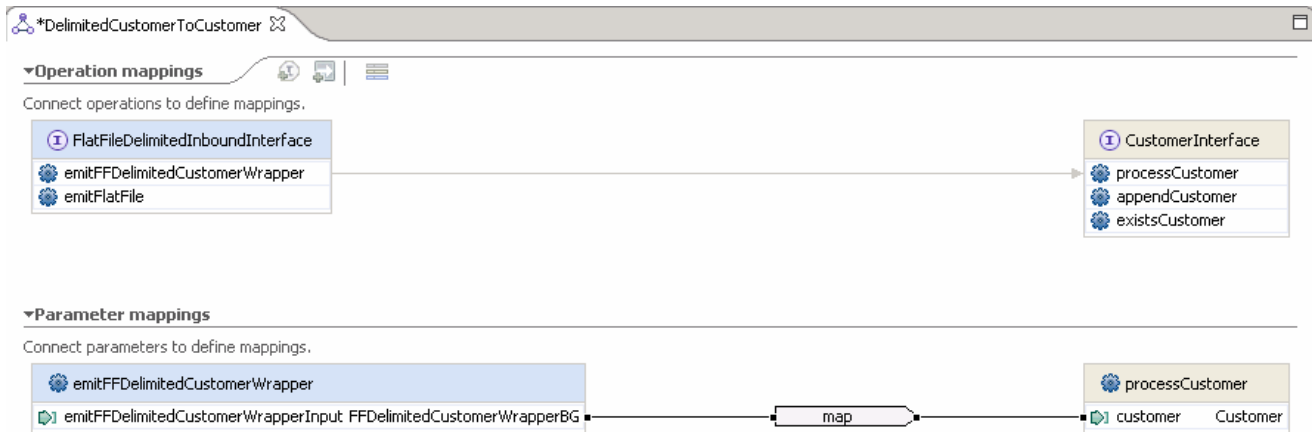 *DelimitedCustomerToCustomer
Operation mappings
Connect operations to define mappings.
FlatFileDelimitedInboundInterface
emitFFDelimitedCustomerWrapper
emitFlatFile
CustomerInterface
processCustomer
appendCustomer
existsCustomer
Parameter mappings
Connect parameters to define mappings.
emitFFDelimitedCustomerWrapper
processCustomer
emitFFDelimitedCustomerWrapperInput FFDelimitedCustomerWrapperBG
map
customer Customer